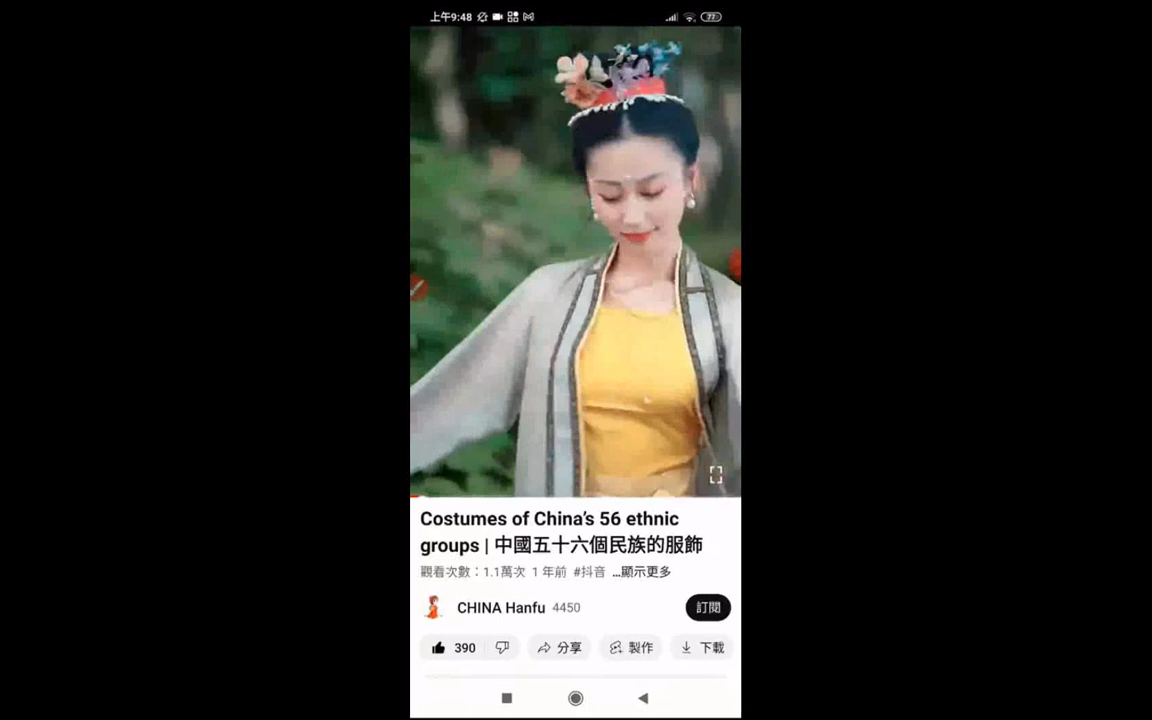 上午9:48
77
Costumes of China’s 56 ethnic
groups | 中國五十六個民族的服飾
觀看次數：1.1萬次 1 年前 #抖音 ...顯示更多
CHINA Hanfu 4450 訂閱
390 分享 製作 下載